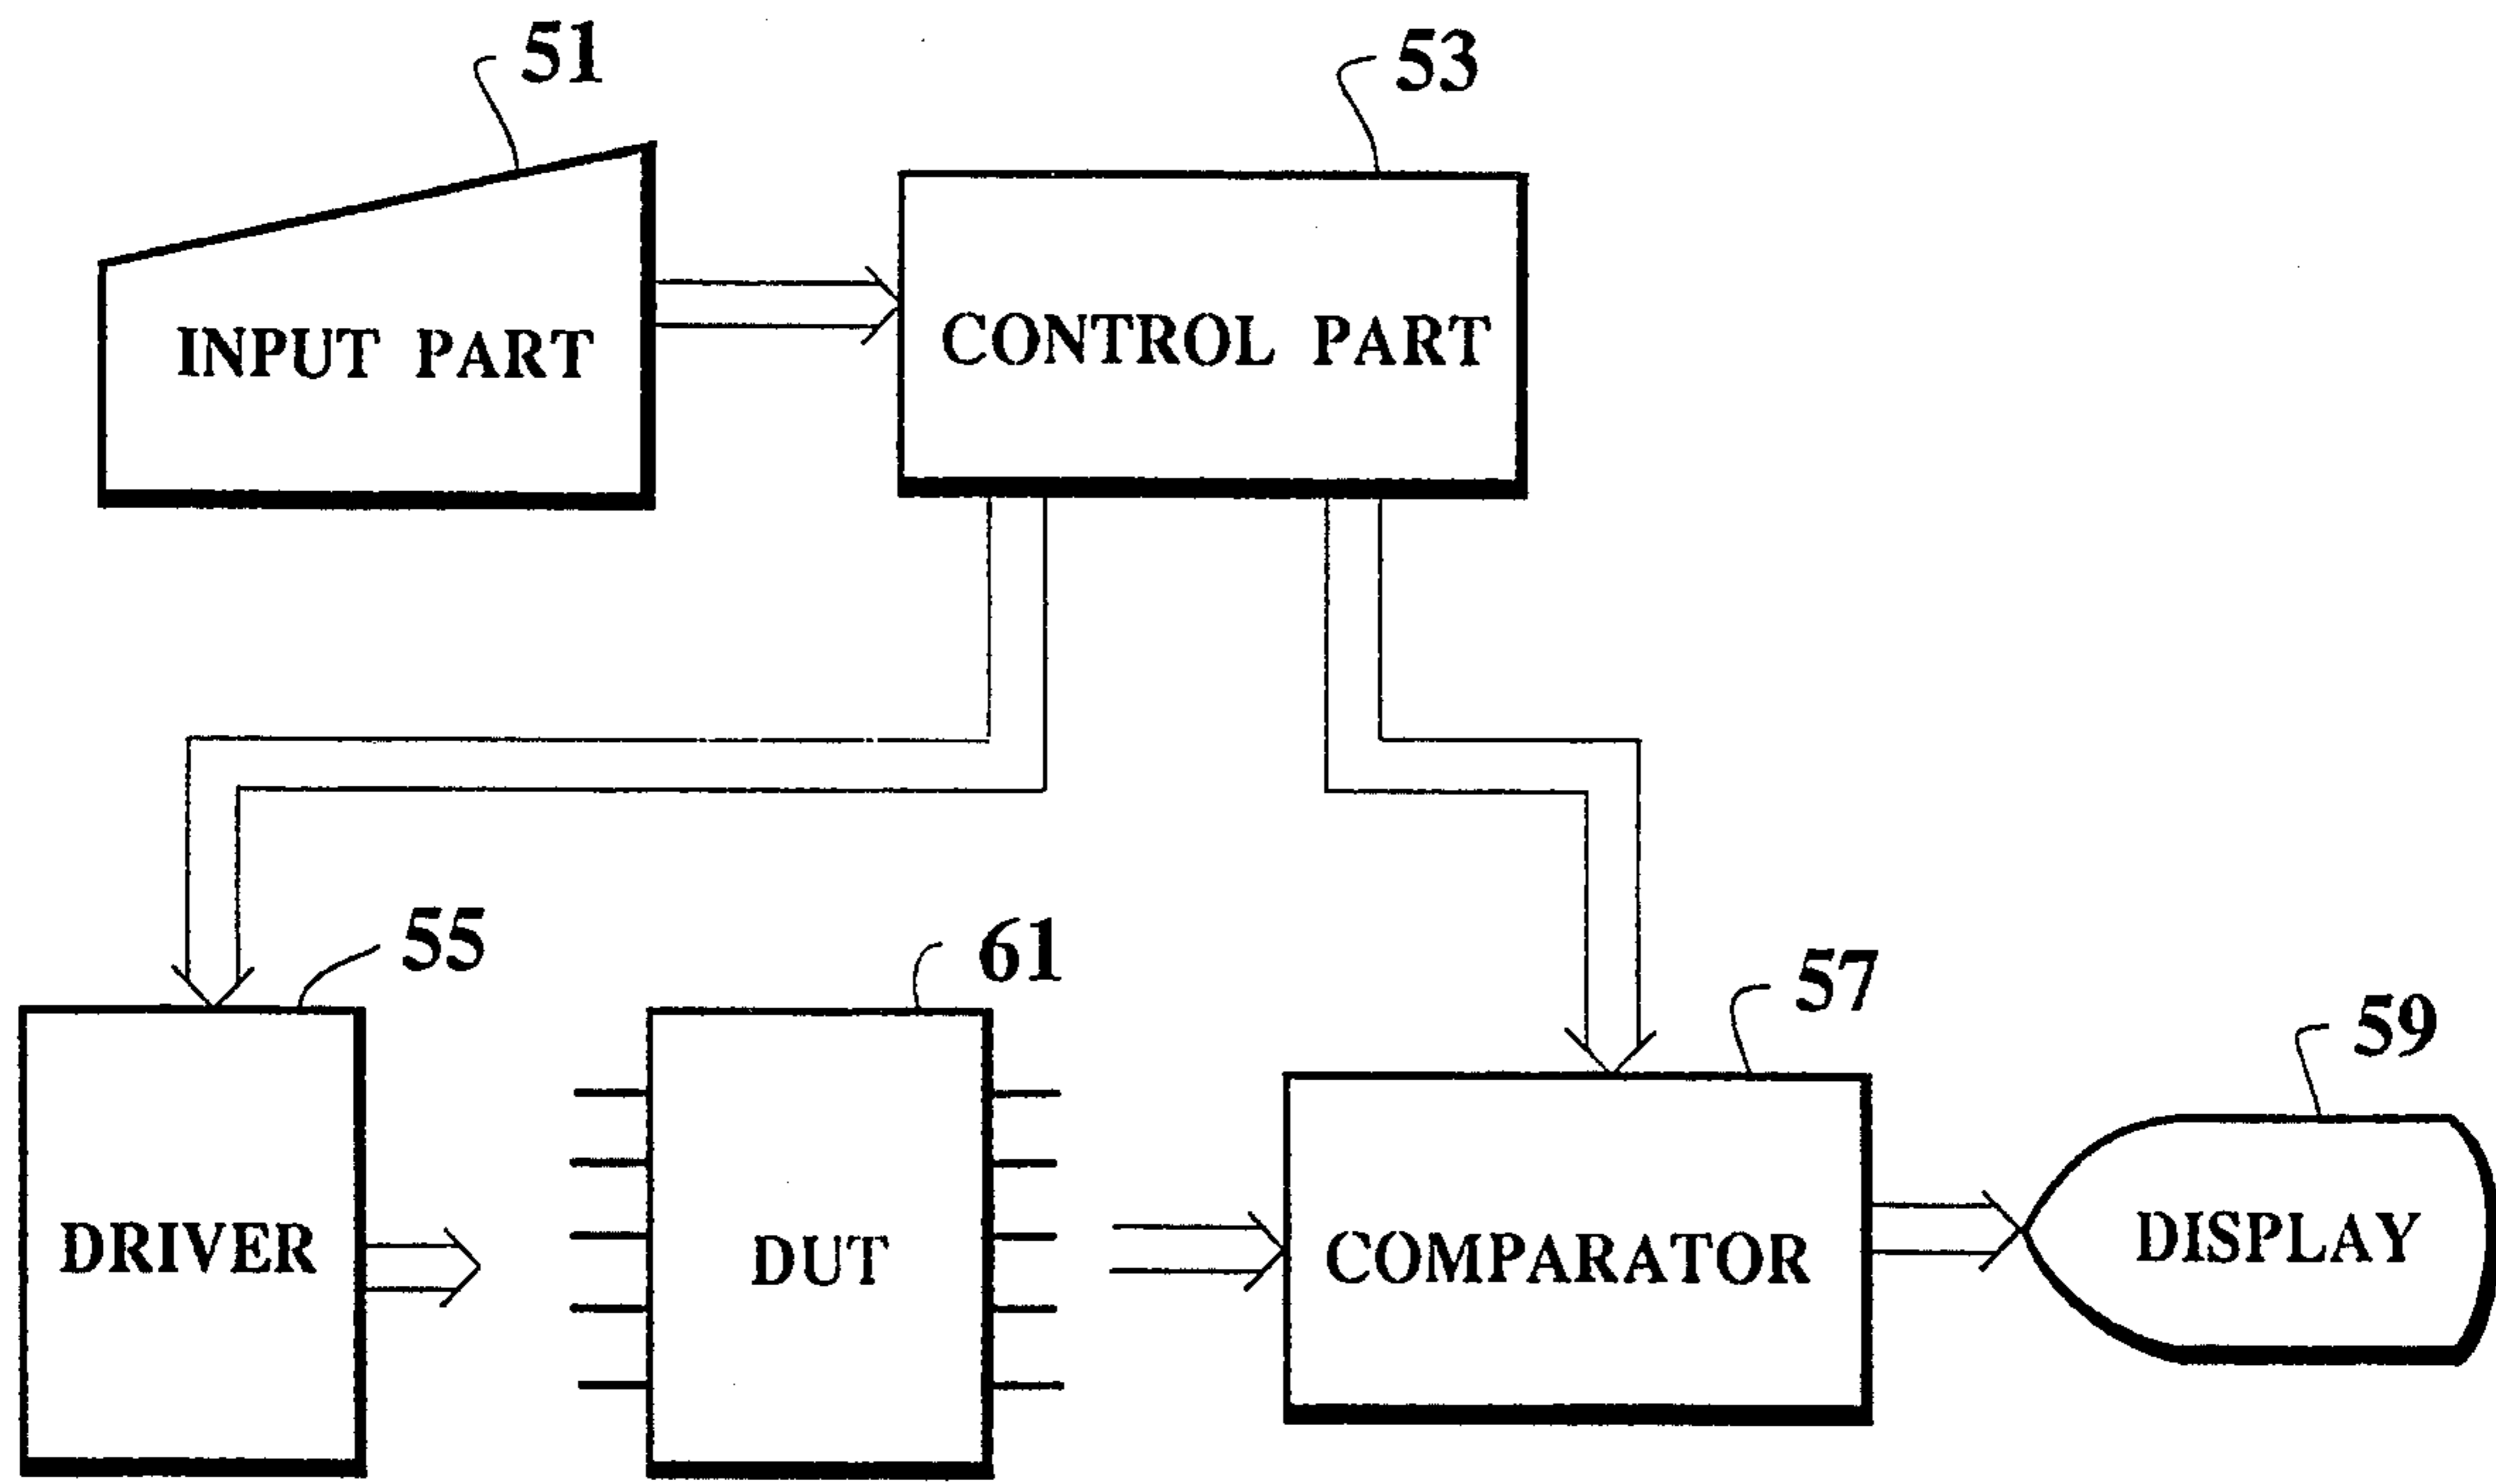 51
53
INPUT PART
CONTROL PART
55
61
57
59
DRIVER
DUT
COMPARATOR
DISPLAY